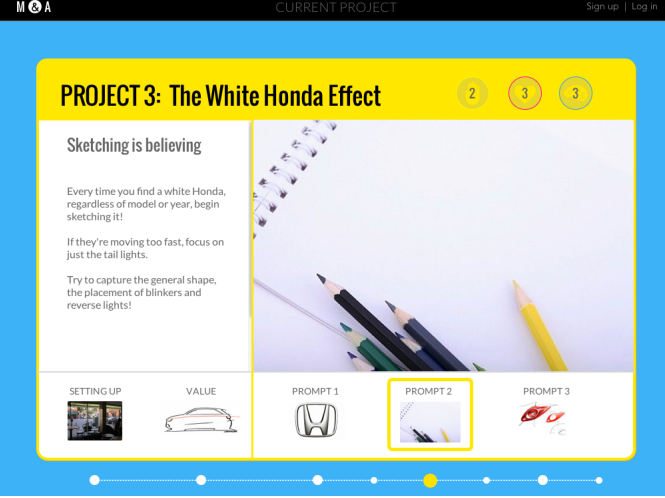 M & A
CURRENT PROJECT
Sign up | Log in
PROJECT 3: The White Honda Effect
2
3
3
Sketching is believing
Every time you find a white Honda,
regardless of model or year, begin
sketching it!
If they're moving too fast, focus on
just the tail lights.
Try to capture the general shape,
the placement of blinkers and
reverse lights!
SETTING UP
VALUE
PROMPT 1
PROMPT 2
PROMPT 3